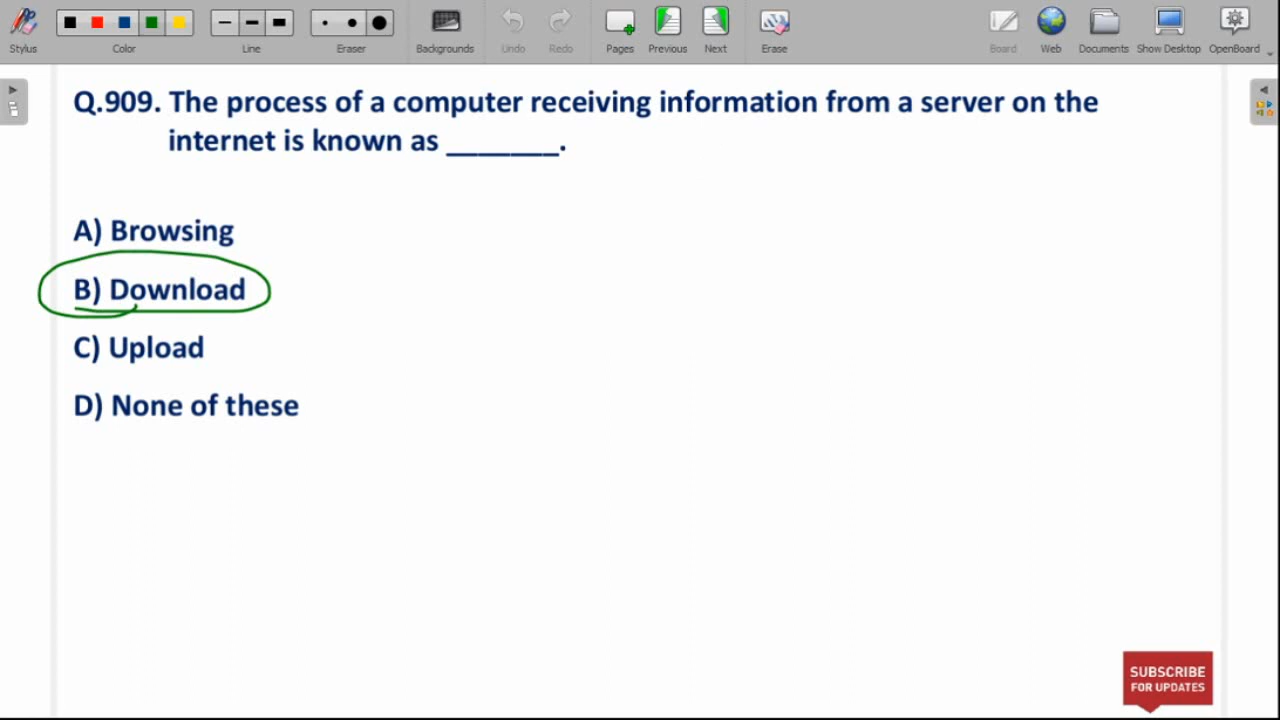 Stylus Color Line Eraser Backgrounds Undo Redo Pages Previous Next Erase Board Web Documents Show Desktop OpenBoard
Q.909. The process of a computer receiving information from a server on the
internet is known as _______.
A) Browsing
B) Download
C) Upload
D) None of these
SUBSCRIBE
FOR UPDATES